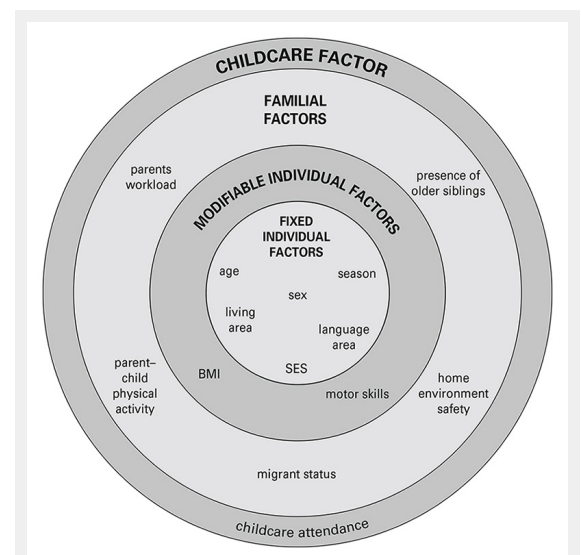 CHILDCARE FACTOR
FAMILIAL
FACTORS
parents
workload
presence of
older siblings
MODIFIABLE INDIVIDUAL FACTORS
FIXED
INDIVIDUAL
FACTORS
age
season
sex
living
area
language
area
SES
BMI
motor skills
parent–
child
physical
activity
home
environment
safety
migrant status
childcare attendance